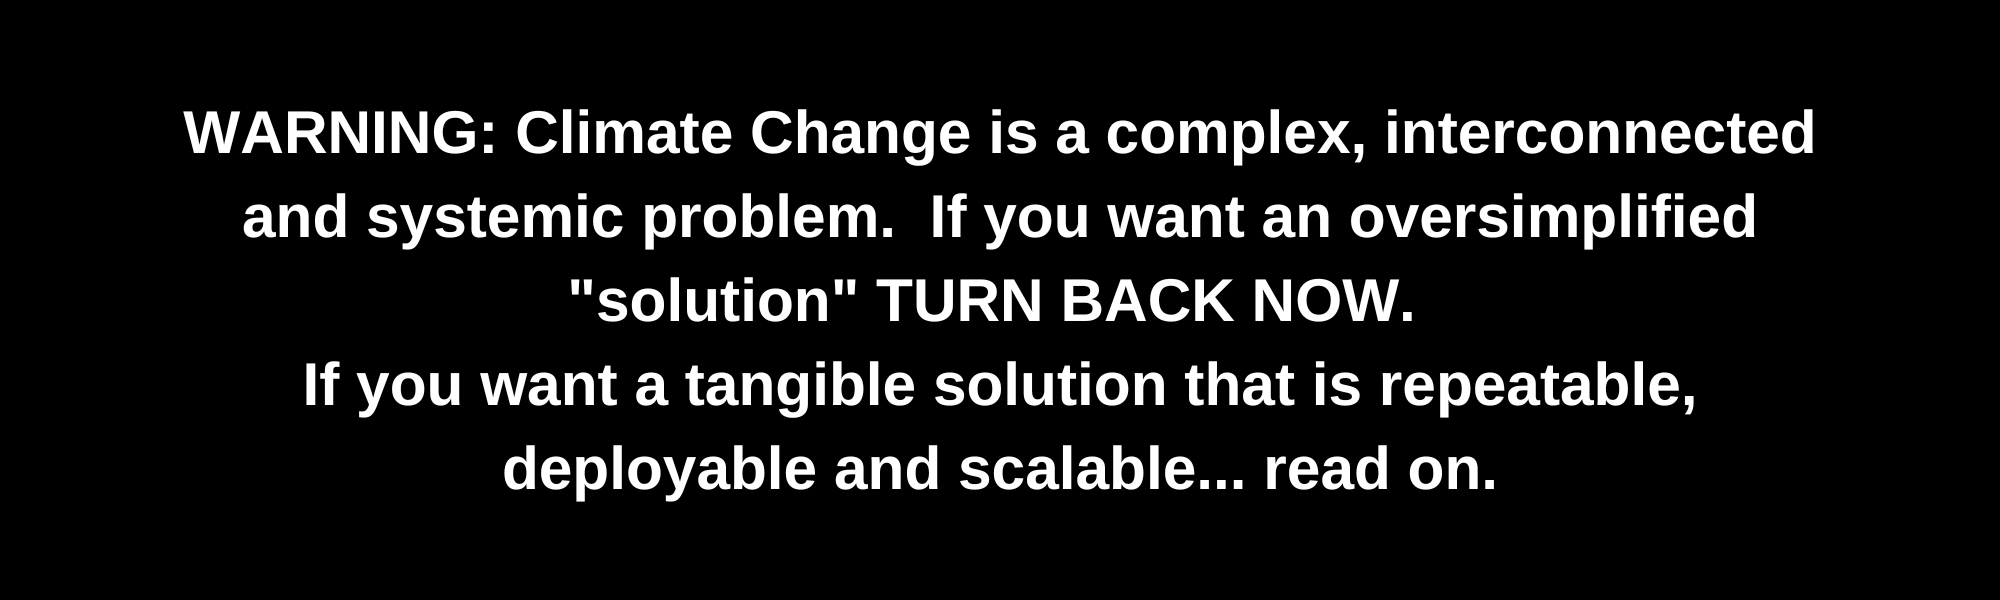 WARNING: Climate Change is a complex, interconnected
and systemic problem.  If you want an oversimplified
"solution" TURN BACK NOW.
If you want a tangible solution that is repeatable,
deployable and scalable... read on.